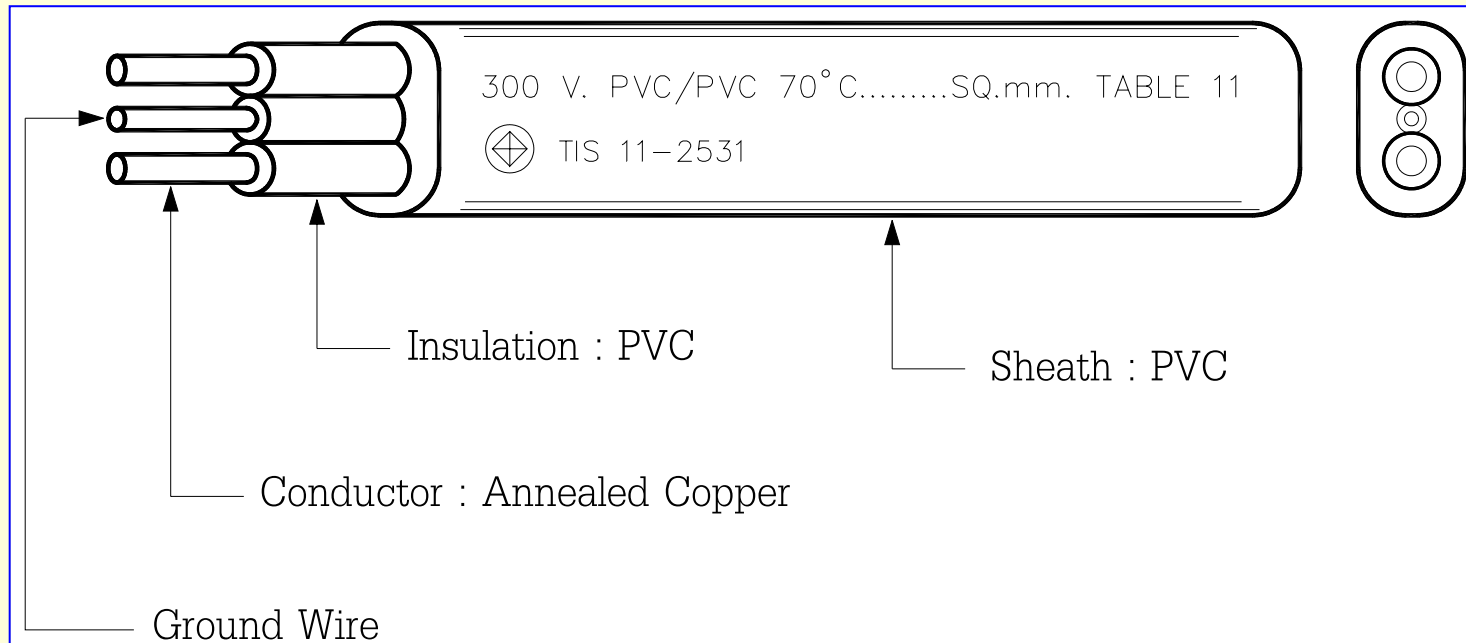 300 V. PVC/PVC 70°C.........SQ.mm. TABLE 11
TIS 11-2531
Insulation : PVC
Sheath : PVC
Conductor : Annealed Copper
Ground Wire